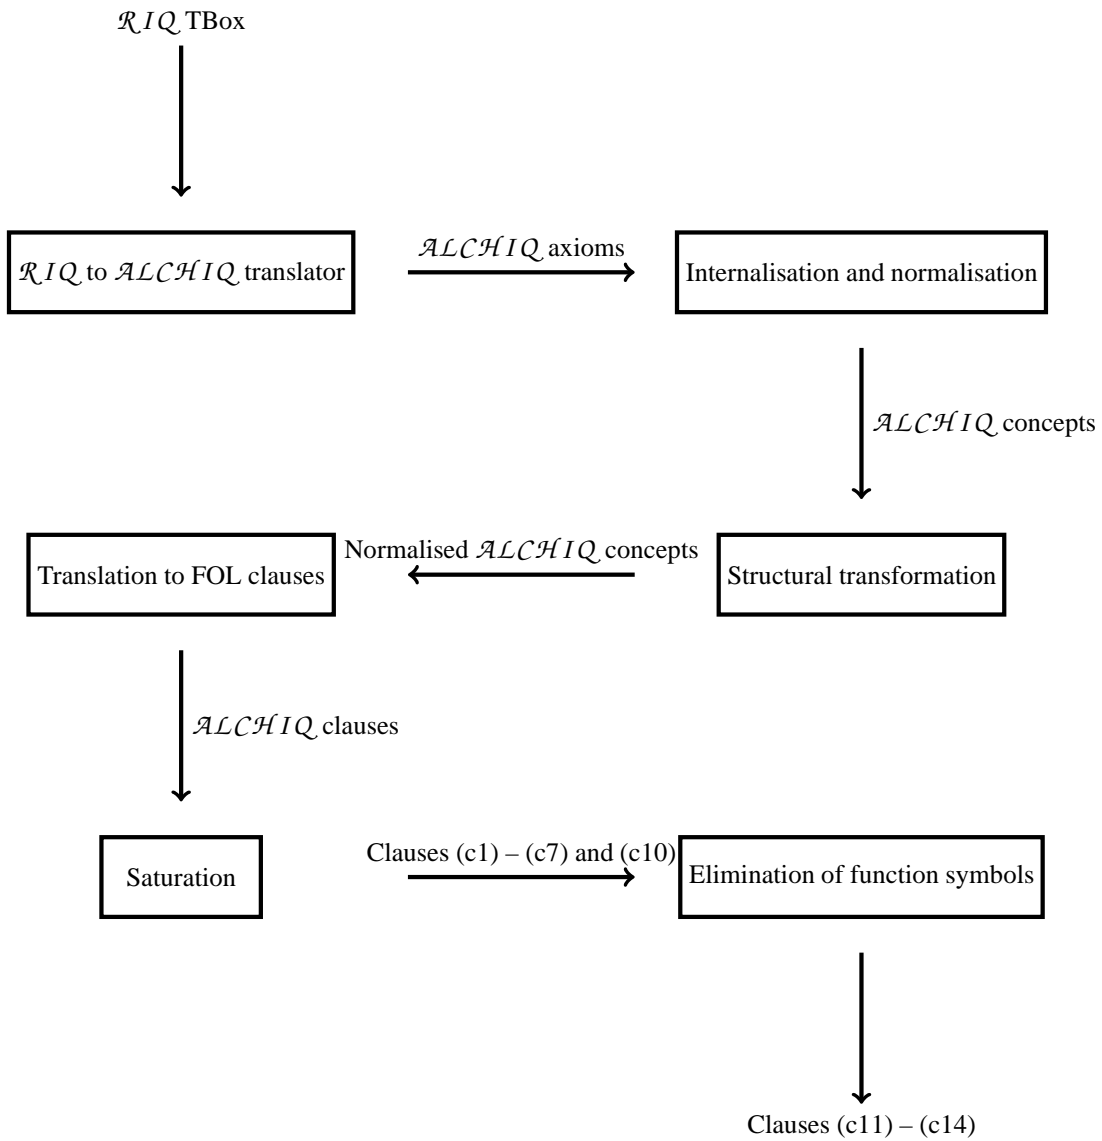 RIQ TBox
RIQ to ALCHIQ translator
ALCHIQ axioms
Internalisation and normalisation
ALCHIQ concepts
Structural transformation
Normalised ALCHIQ concepts
Translation to FOL clauses
ALCHIQ clauses
Saturation
Clauses (c1) – (c7) and (c10)
Elimination of function symbols
Clauses (c11) – (c14)